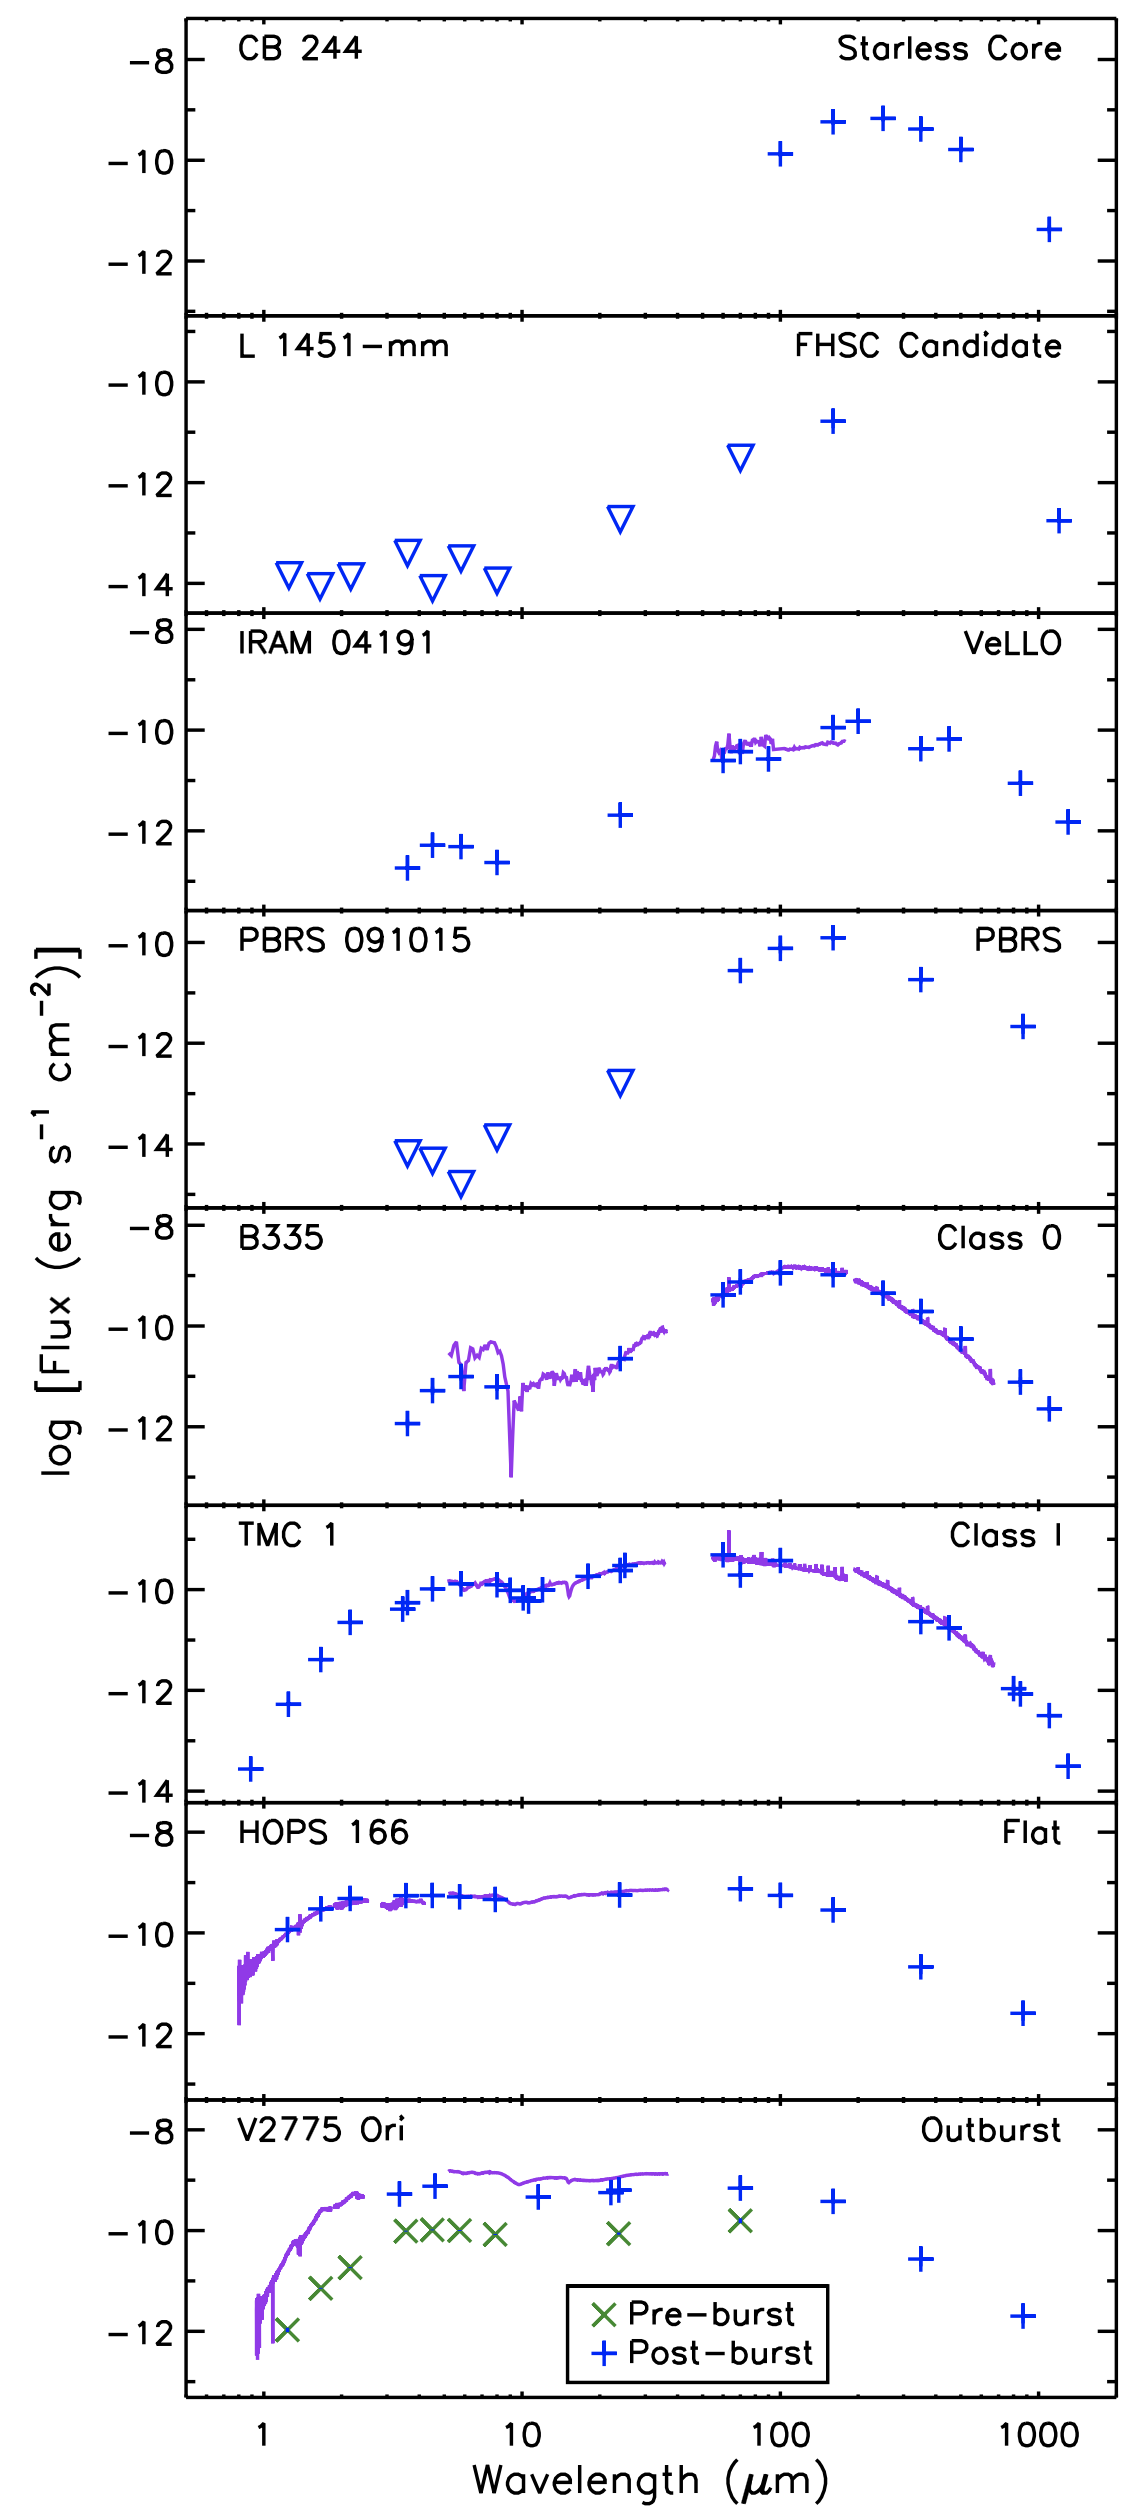 CB 244 Starless Core
−8
−10
−12
L 1451−mm FHSC Candidate
−10
−12
−14
−8
IRAM 04191 VeLLO
−10
−12
PBRS 091015 PBRS
−10
−12
−14
−8
B335 Class 0
−10
−12
TMC 1 Class I
−10
−12
−14
−8
HOPS 166 Flat
−10
−12
−8
V2775 Ori Outburst
−10
−12
Pre−burst
Post−burst
1 10 100 1000
Wavelength (μm)
log [Flux (erg s⁻¹ cm⁻²)]